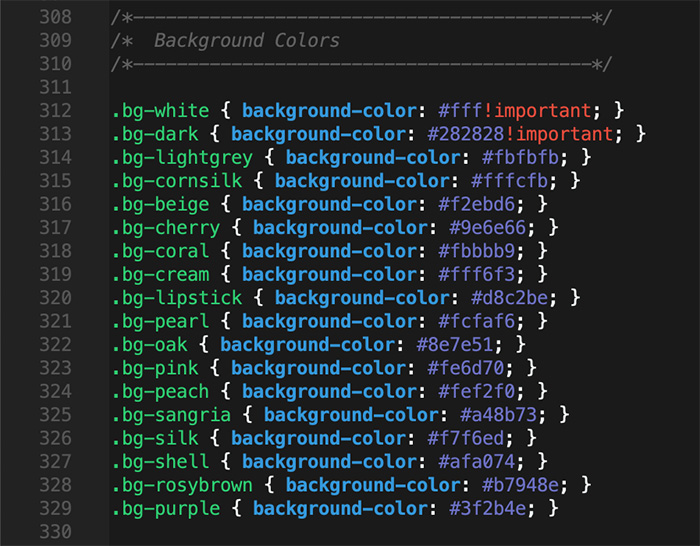 308 /*------------------------------------------*/
309 /*  Background Colors
310 /*------------------------------------------*/
311
312 .bg-white { background-color: #fff!important; }
313 .bg-dark { background-color: #282828!important; }
314 .bg-lightgrey { background-color: #fbfbfb; }
315 .bg-cornsilk { background-color: #fffcfb; }
316 .bg-beige { background-color: #f2ebd6; }
317 .bg-cherry { background-color: #9e6e66; }
318 .bg-coral { background-color: #fbbbb9; }
319 .bg-cream { background-color: #fff6f3; }
320 .bg-lipstick { background-color: #d8c2be; }
321 .bg-pearl { background-color: #fcfaf6; }
322 .bg-oak { background-color: #8e7e51; }
323 .bg-pink { background-color: #fe6d70; }
324 .bg-peach { background-color: #fef2f0; }
325 .bg-sangria { background-color: #a48b73; }
326 .bg-silk { background-color: #f7f6ed; }
327 .bg-shell { background-color: #afa074; }
328 .bg-rosybrown { background-color: #b7948e; }
329 .bg-purple { background-color: #3f2b4e; }
330